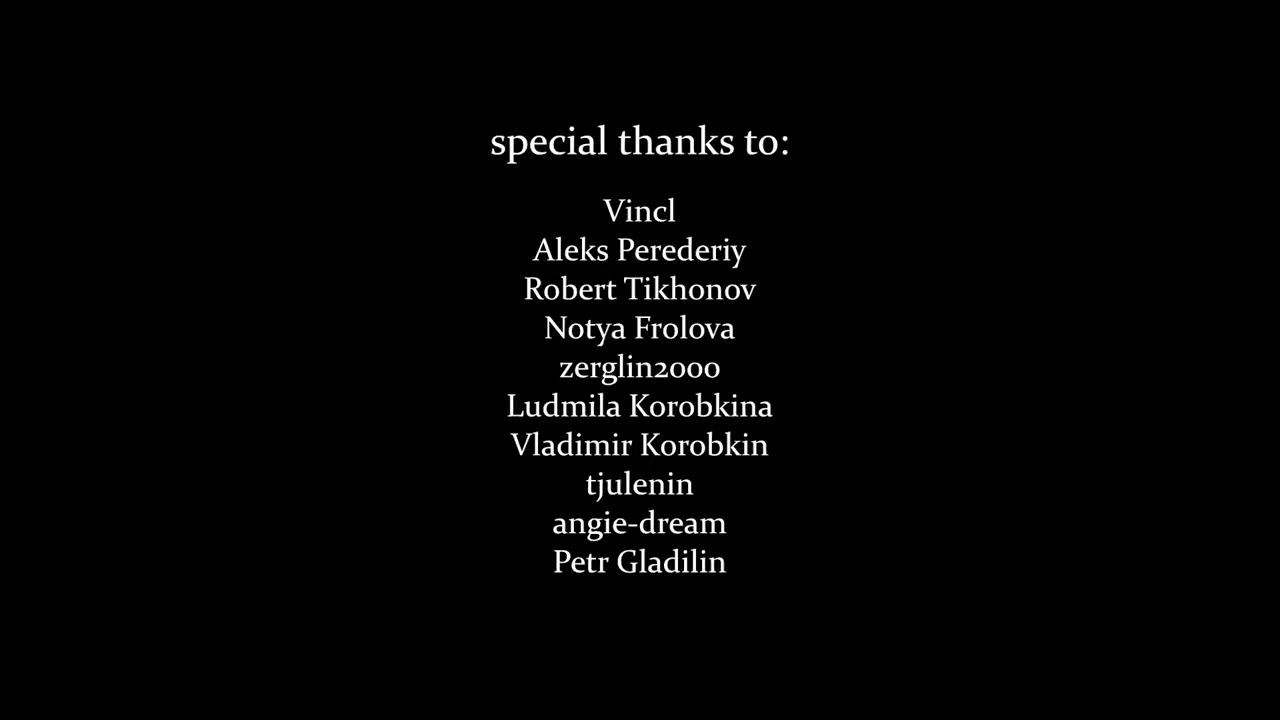 special thanks to:
Vincl
Aleks Perederiy
Robert Tikhonov
Notya Frolova
zerglin2000
Ludmila Korobkina
Vladimir Korobkin
tjulenin
angie-dream
Petr Gladilin